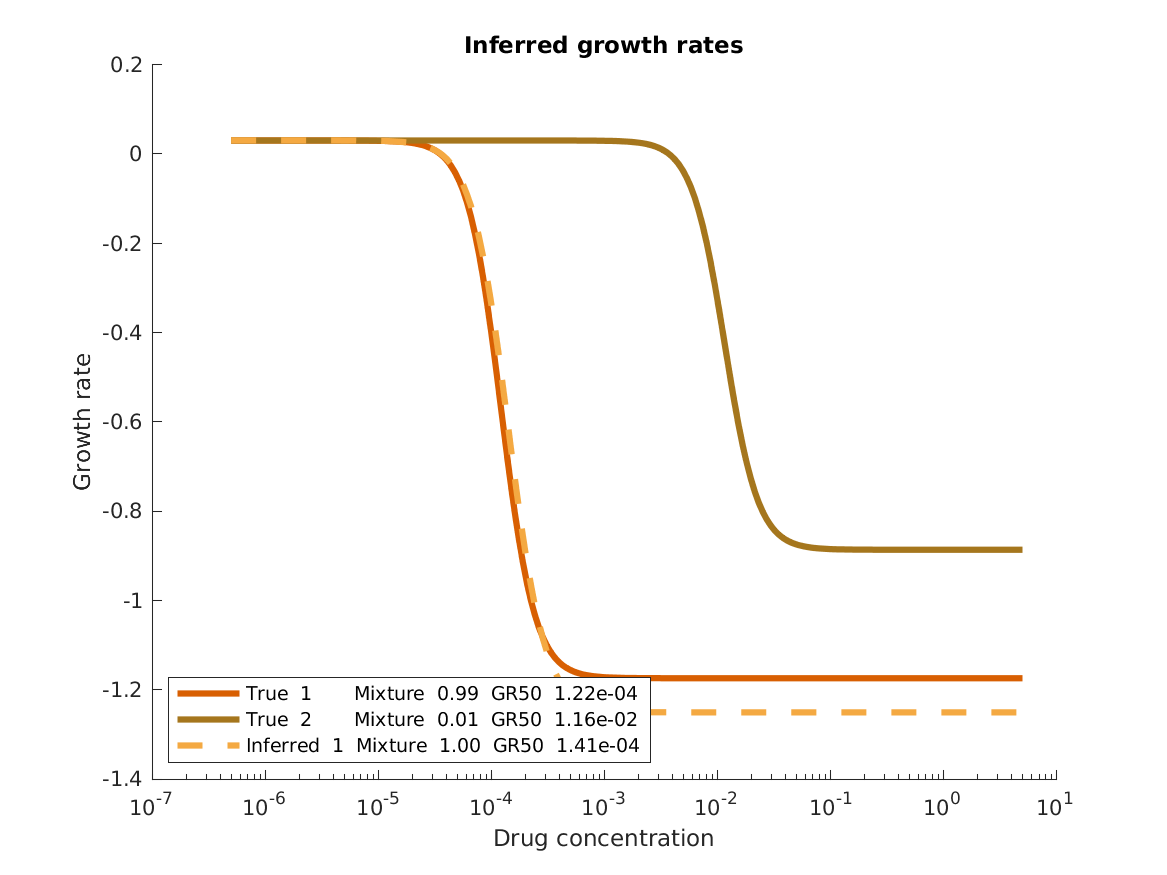 Inferred growth rates
0.2
0
-0.2
-0.4
-0.6
-0.8
-1
-1.2
-1.4
Growth rate
True 1 Mixture 0.99 GR50 1.22e-04
True 2 Mixture 0.01 GR50 1.16e-02
Inferred 1 Mixture 1.00 GR50 1.41e-04
10^-7 10^-6 10^-5 10^-4 10^-3 10^-2 10^-1 10^0 10^1
Drug concentration